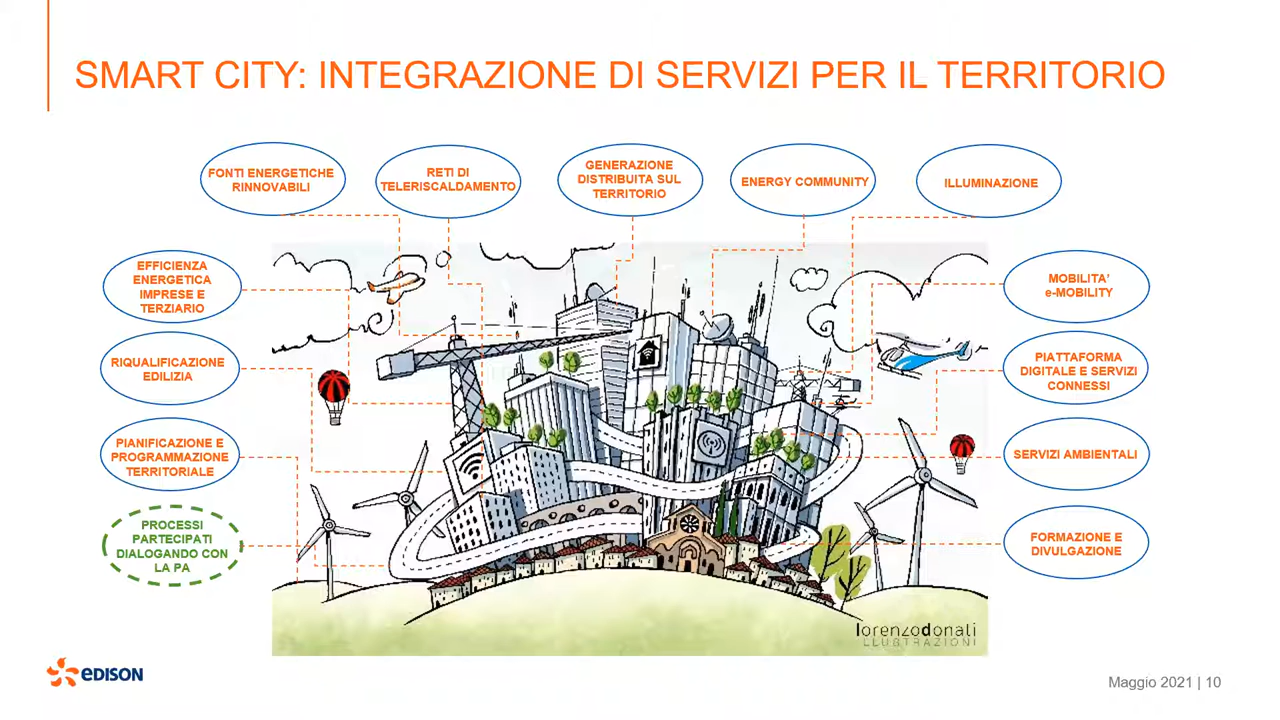 SMART CITY: INTEGRAZIONE DI SERVIZI PER IL TERRITORIO
FONTI ENERGETICHE
RINNOVABILI
RETI DI
TELERISCALDAMENTO
GENERAZIONE
DISTRIBUITA SUL
TERRITORIO
ENERGY COMMUNITY
ILLUMINAZIONE
EFFICIENZA
ENERGETICA
IMPRESE E
TERZIARIO
MOBILITA'
e-MOBILITY
RIQUALIFICAZIONE
EDILIZIA
PIATTAFORMA
DIGITALE E SERVIZI
CONNESSI
PIANIFICAZIONE E
PROGRAMMAZIONE
TERRITORIALE
SERVIZI AMBIENTALI
PROCESSI
PARTECIPATI
DIALOGANDO CON
LA PA
FORMAZIONE E
DIVULGAZIONE
lorenzodonali
ILLUSTRAZIONI
EDISON
Maggio 2021 | 10